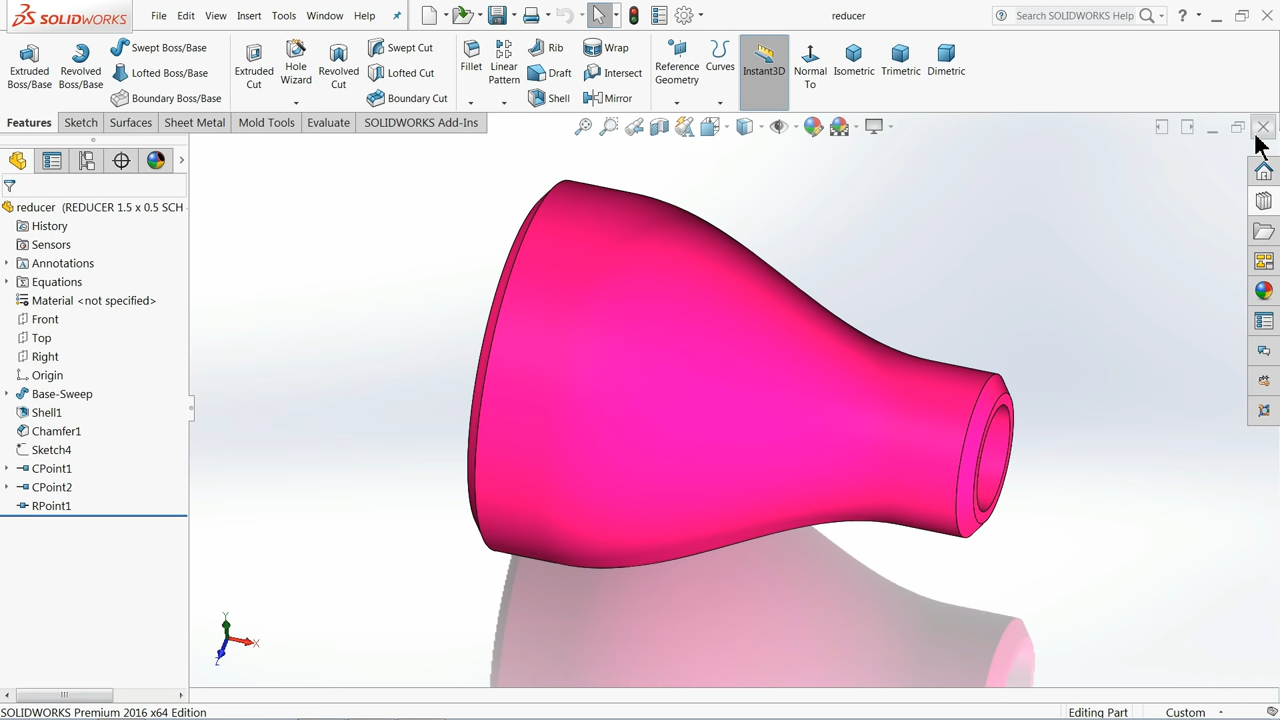 SOLIDWORKS
File Edit View Insert Tools Window Help
reducer
Search SOLIDWORKS Help
?
Extruded Boss/Base
Revolved Boss/Base
Swept Boss/Base
Lofted Boss/Base
Boundary Boss/Base
Extruded Cut
Hole Wizard
Revolved Cut
Swept Cut
Lofted Cut
Boundary Cut
Fillet
Linear Pattern
Rib
Draft
Shell
Wrap
Intersect
Mirror
Reference Geometry
Curves
Instant3D
Normal To
Isometric
Trimetric
Dimetric
Features Sketch Surfaces Sheet Metal Mold Tools Evaluate SOLIDWORKS Add-Ins
reducer (REDUCER 1.5 x 0.5 SCH
History
Sensors
Annotations
Equations
Material <not specified>
Front
Top
Right
Origin
Base-Sweep
Shell1
Chamfer1
Sketch4
CPoint1
CPoint2
RPoint1
Y
X
Z
SOLIDWORKS Premium 2016 x64 Edition
Editing Part
Custom